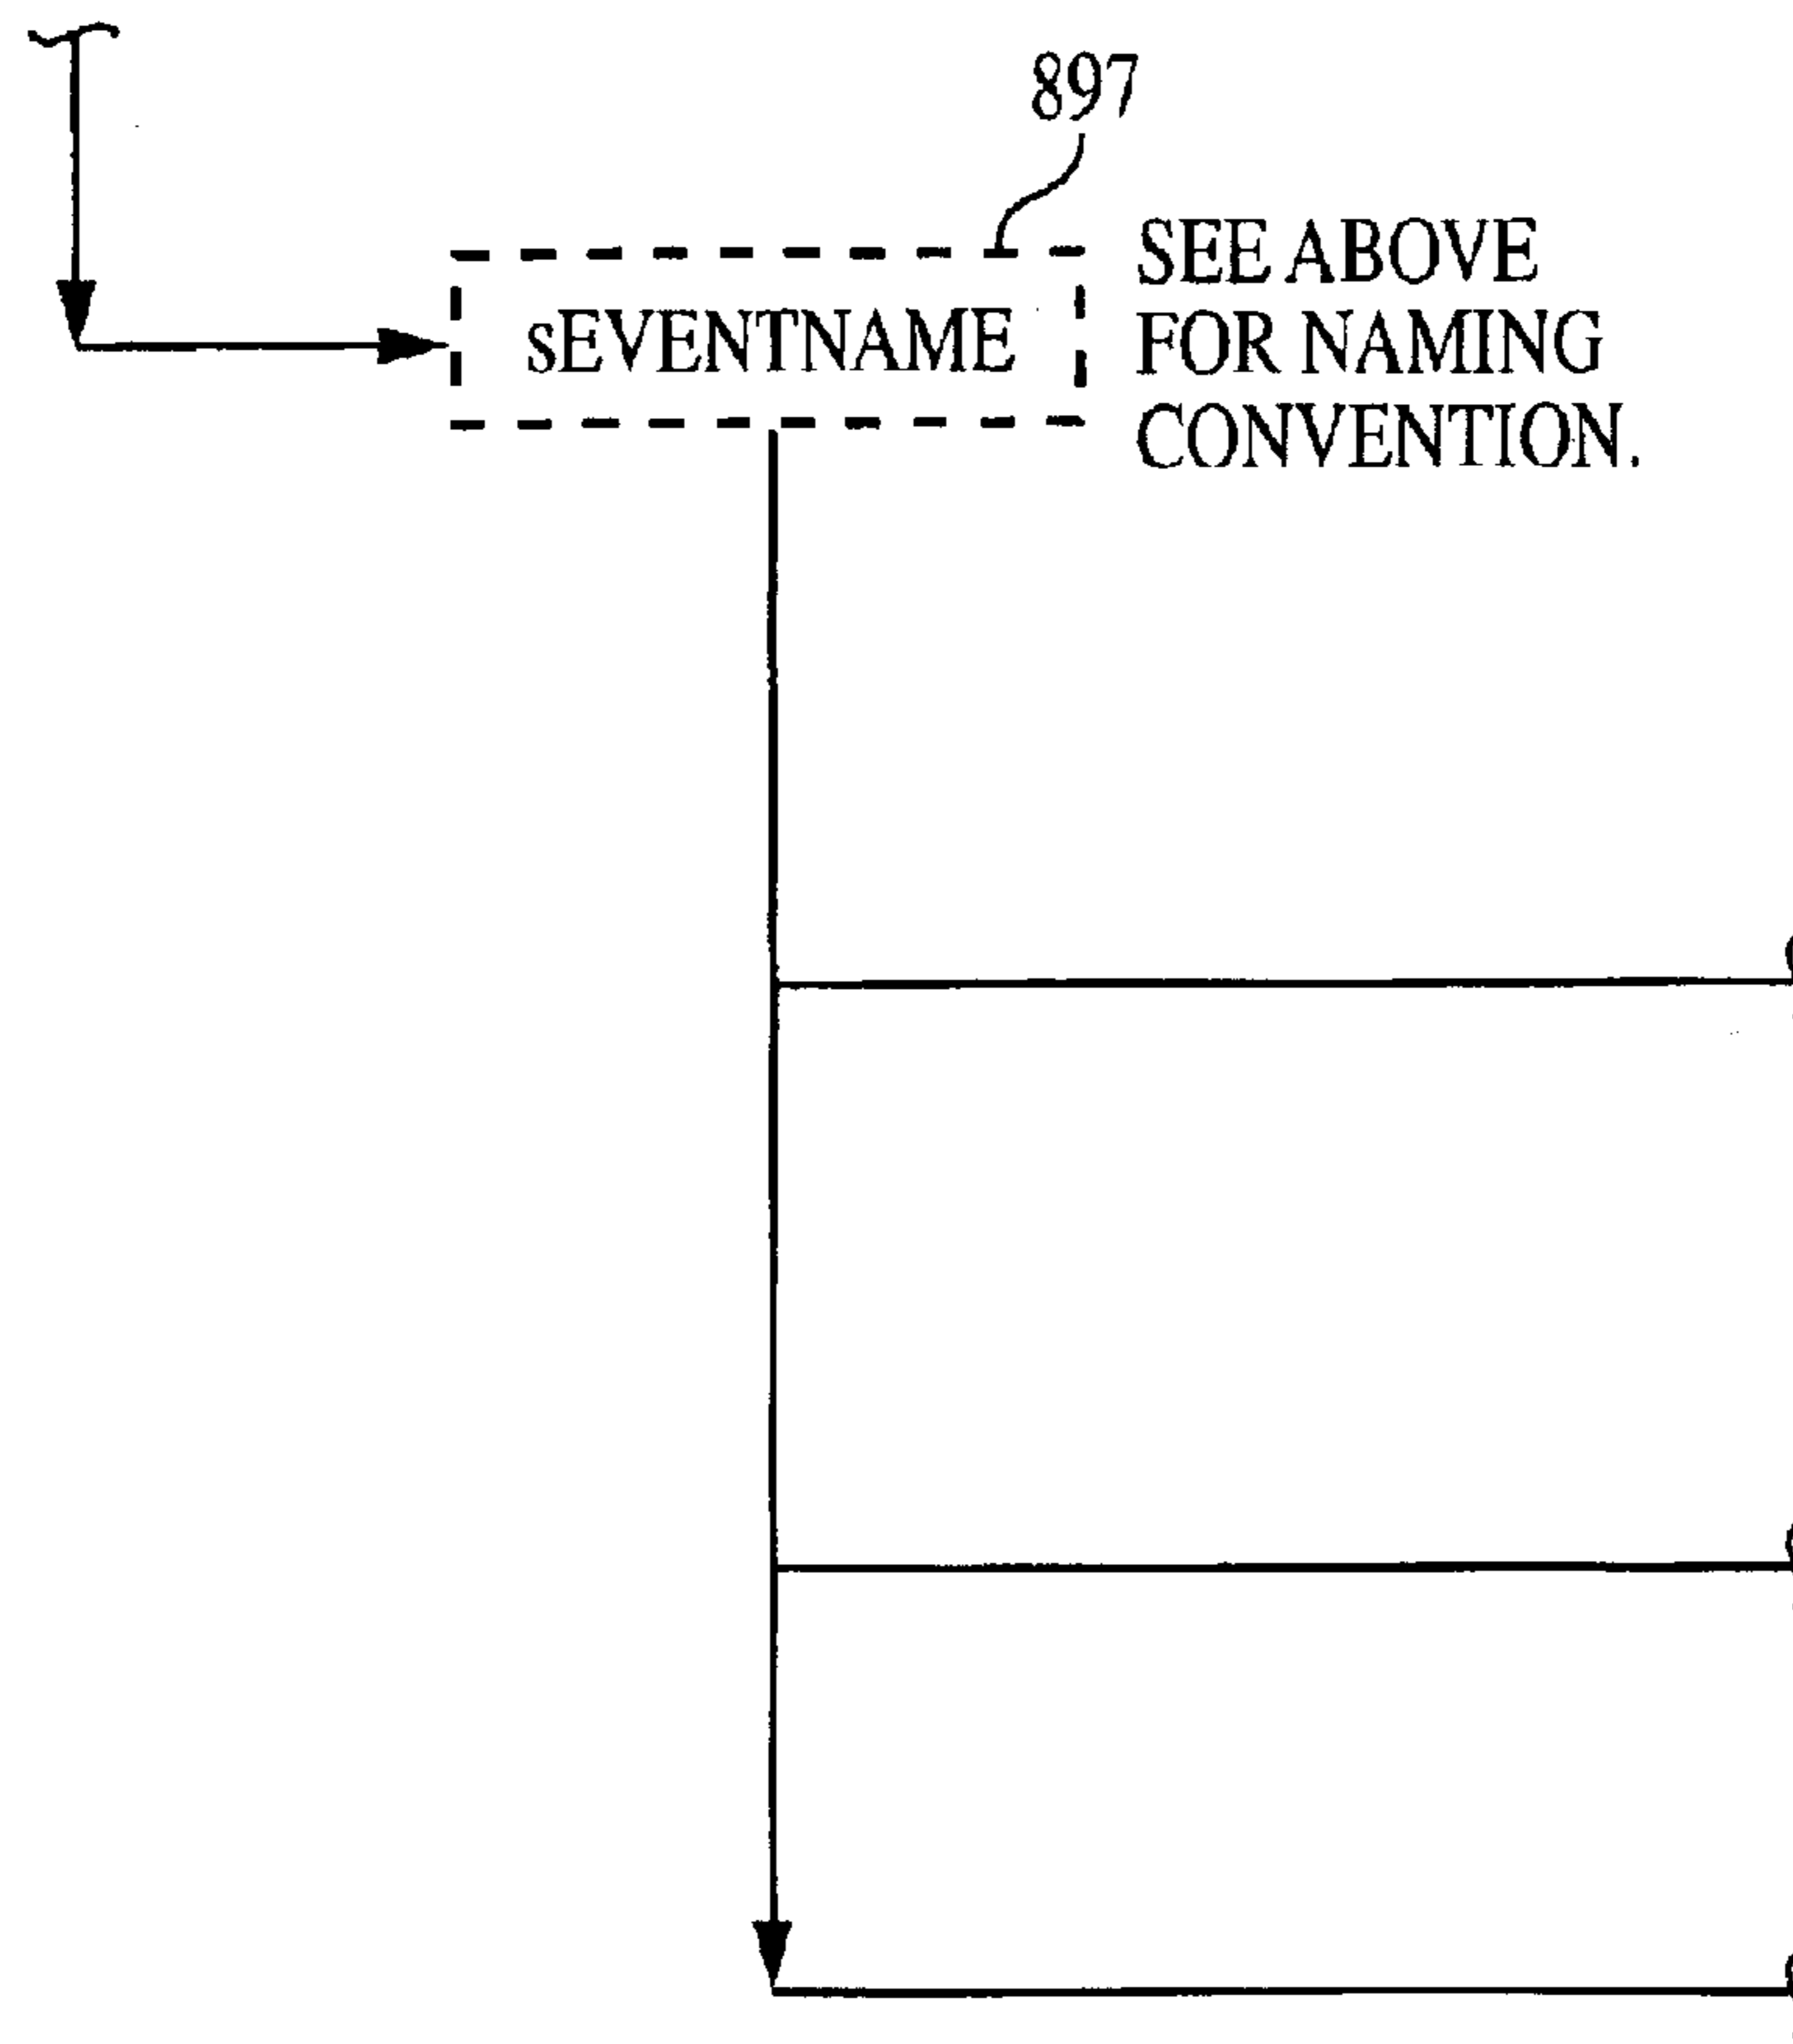 897
sEVENTNAME
SEE ABOVE
FOR NAMING
CONVENTION.